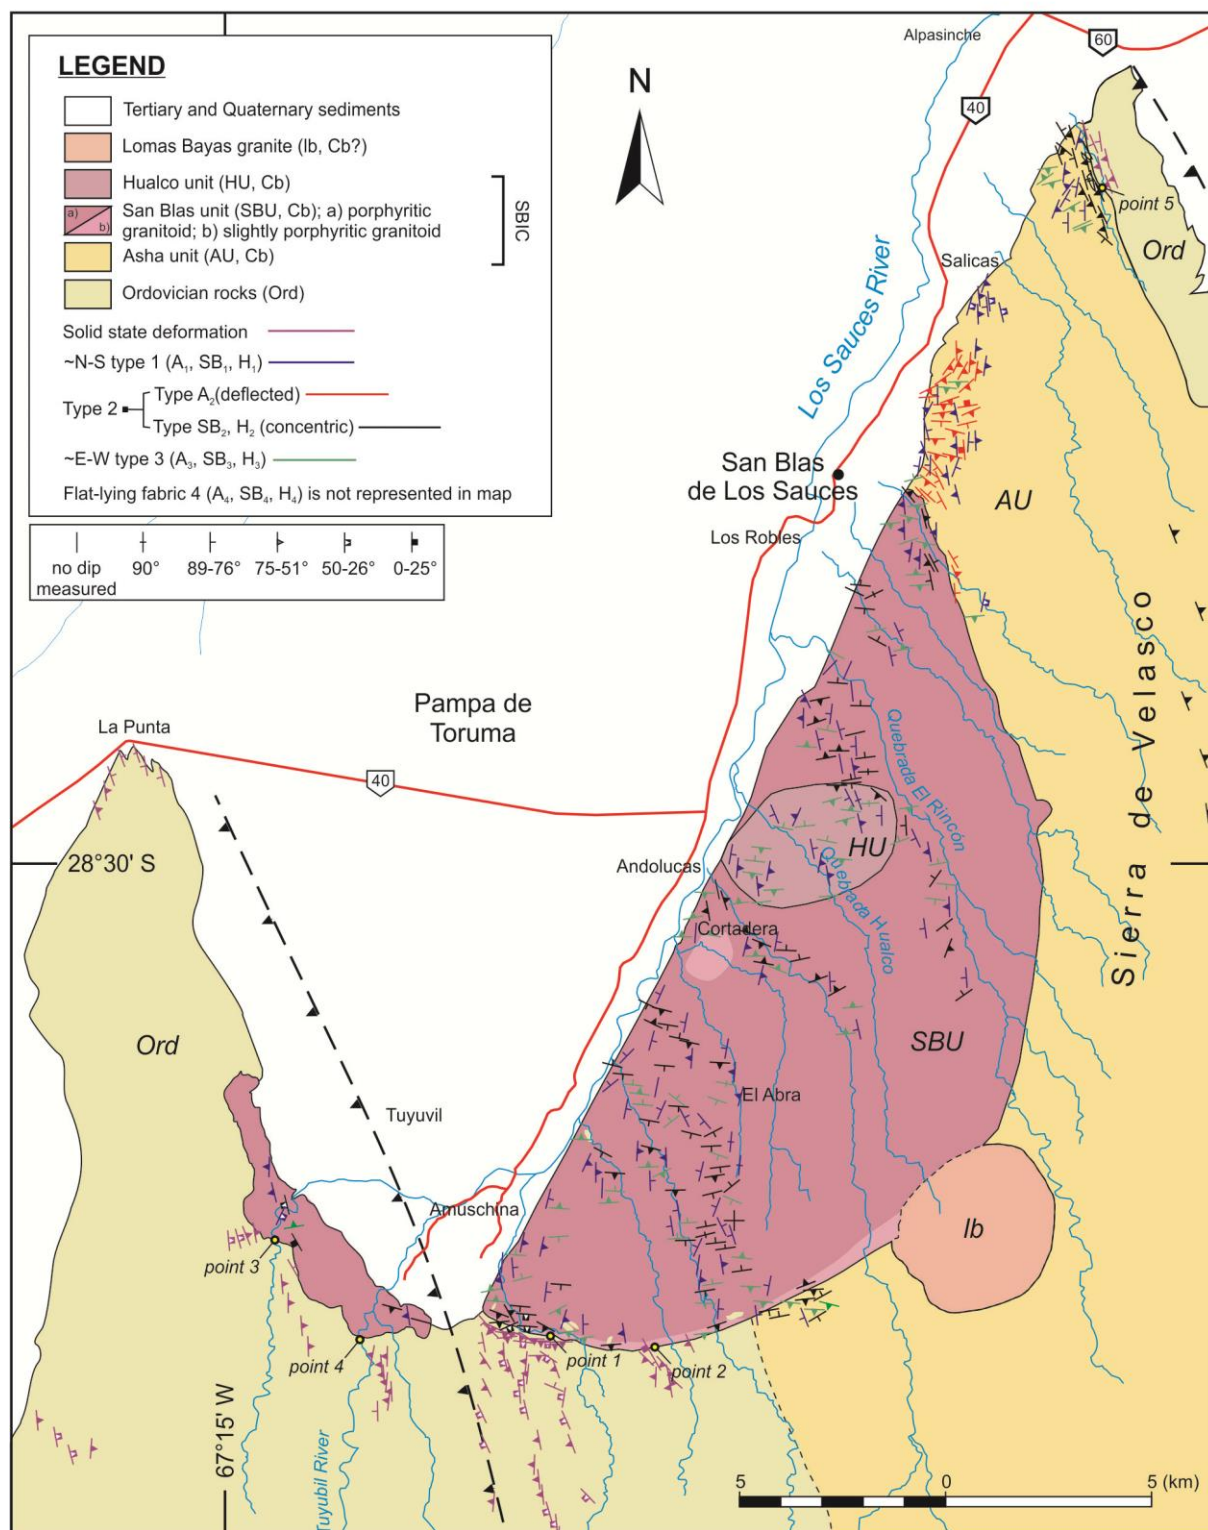 LEGEND
Tertiary and Quaternary sediments
Lomas Bayas granite (lb, Cb?)
Hualco unit (HU, Cb)
a)
b)
San Blas unit (SBU, Cb); a) porphyritic
granitoid; b) slightly porphyritic granitoid
Asha unit (AU, Cb)
SBIC
Ordovician rocks (Ord)
Solid state deformation
~N-S type 1 (A₁, SB₁, H₁)
Type 2
Type A₂(deflected)
Type SB₂, H₂ (concentric)
~E-W type 3 (A₃, SB₃, H₃)
Flat-lying fabric 4 (A₄, SB₄, H₄) is not represented in map
no dip
measured
90°
89-76°
75-51°
50-26°
0-25°
N
Alpasinche
60
40
point 5
Ord
Salicas
Los Sauces River
San Blas
de Los Sauces
AU
Los Robles
Sierra de Velasco
Pampa de
Toruma
La Punta
40
Quebrada El Rincón
28°30' S
Andolucas
HU
Quebrada Hualco
Cortadera
Ord
SBU
El Abra
Tuyuvil
Amuschina
lb
point 3
point 4
point 1
point 2
67°15' W
Tuyubil River
5
0
5 (km)